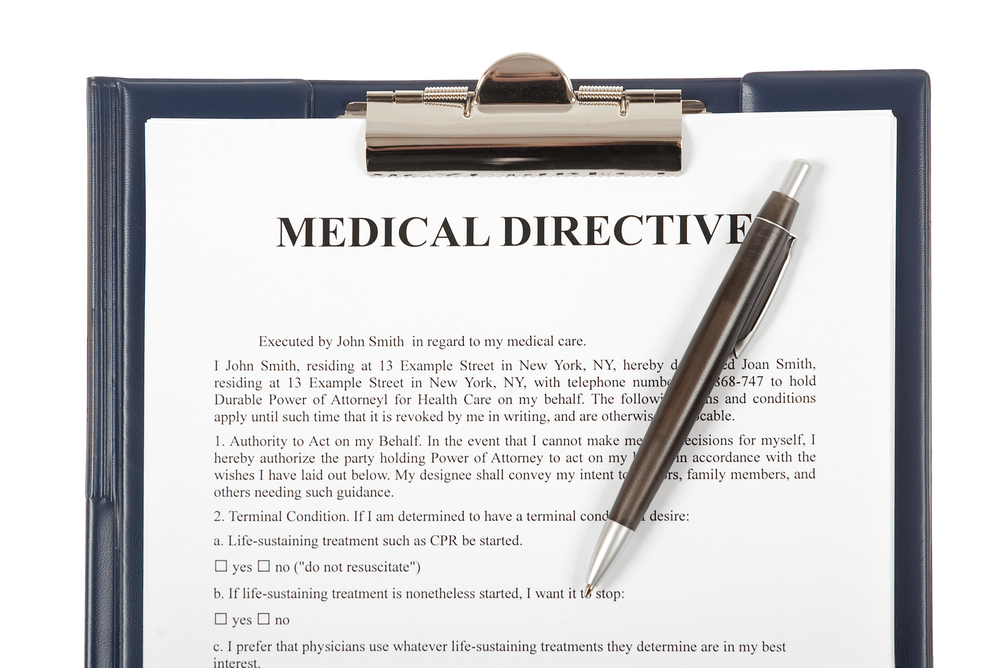 MEDICAL DIRECTIVE
Executed by John Smith in regard to my medical care.
I John Smith, residing at 13 Example Street in New York, NY, hereby Joan Smith,
residing at 13 Example Street in New York, NY, with telephone 868-747 to hold
Durable Power of Attorneyl for Health Care on my behalf. The and conditions
apply until such time that it is revoked by me in writing, and are
1. Authority to Act on my Behalf. In the event that I cannot make for myself, I
hereby authorize the party holding Power of Attorney to act on my in accordance with the
wishes I have laid out below. My designee shall convey my intent to family members, and
others needing such guidance.
2. Terminal Condition. If I am determined to have a terminal desire:
a. Life-sustaining treatment such as CPR be started.
☐ yes ☐ no ("do not resuscitate")
b. If life-sustaining treatment is nonetheless started, I want it to stop:
☐ yes ☐ no
c. I prefer that physicians use whatever life-sustaining treatments they determine are in my best
interest.